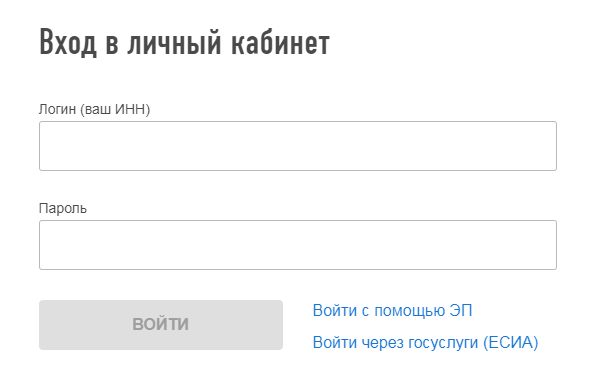 Вход в личный кабинет
Логин (ваш ИНН)
Пароль
ВОЙТИ
Войти с помощью ЭП
Войти через госуслуги (ЕСИА)